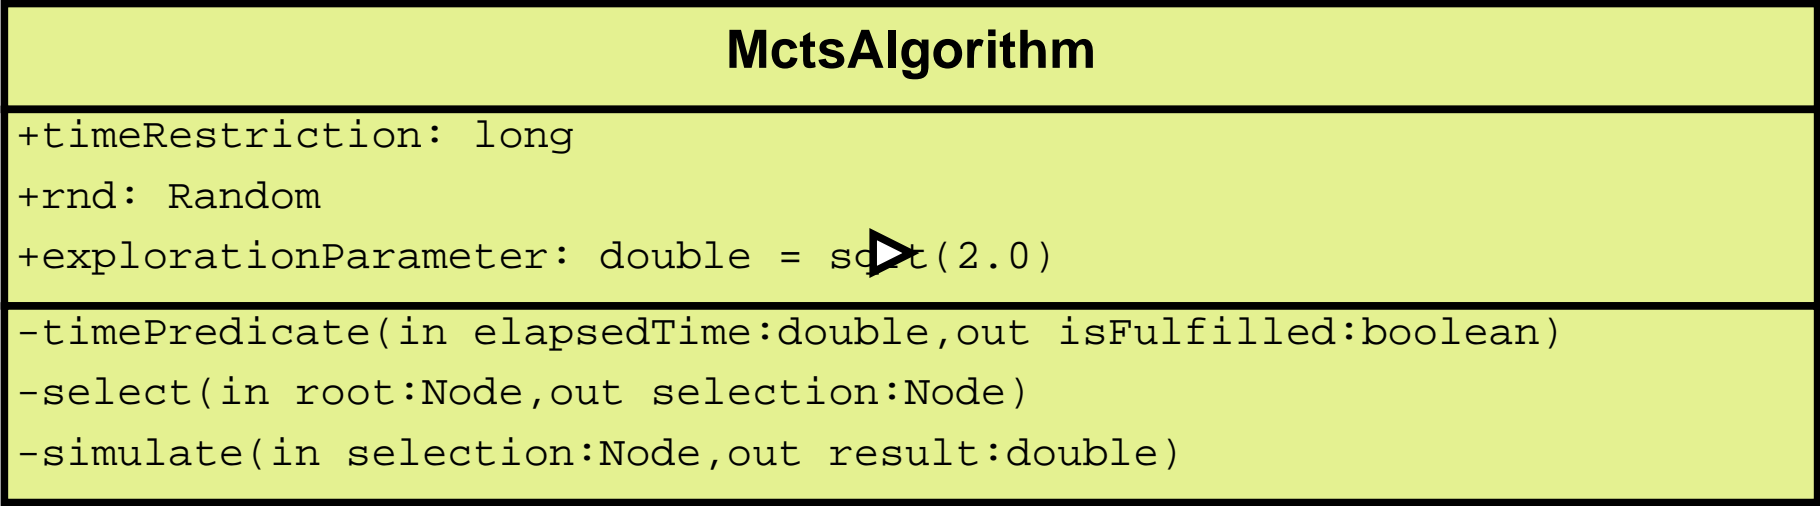 MctsAlgorithm
+timeRestriction: long
+rnd: Random
+explorationParameter: double = sqrt(2.0)
-timePredicate(in elapsedTime:double,out isFulfilled:boolean)
-select(in root:Node,out selection:Node)
-simulate(in selection:Node,out result:double)